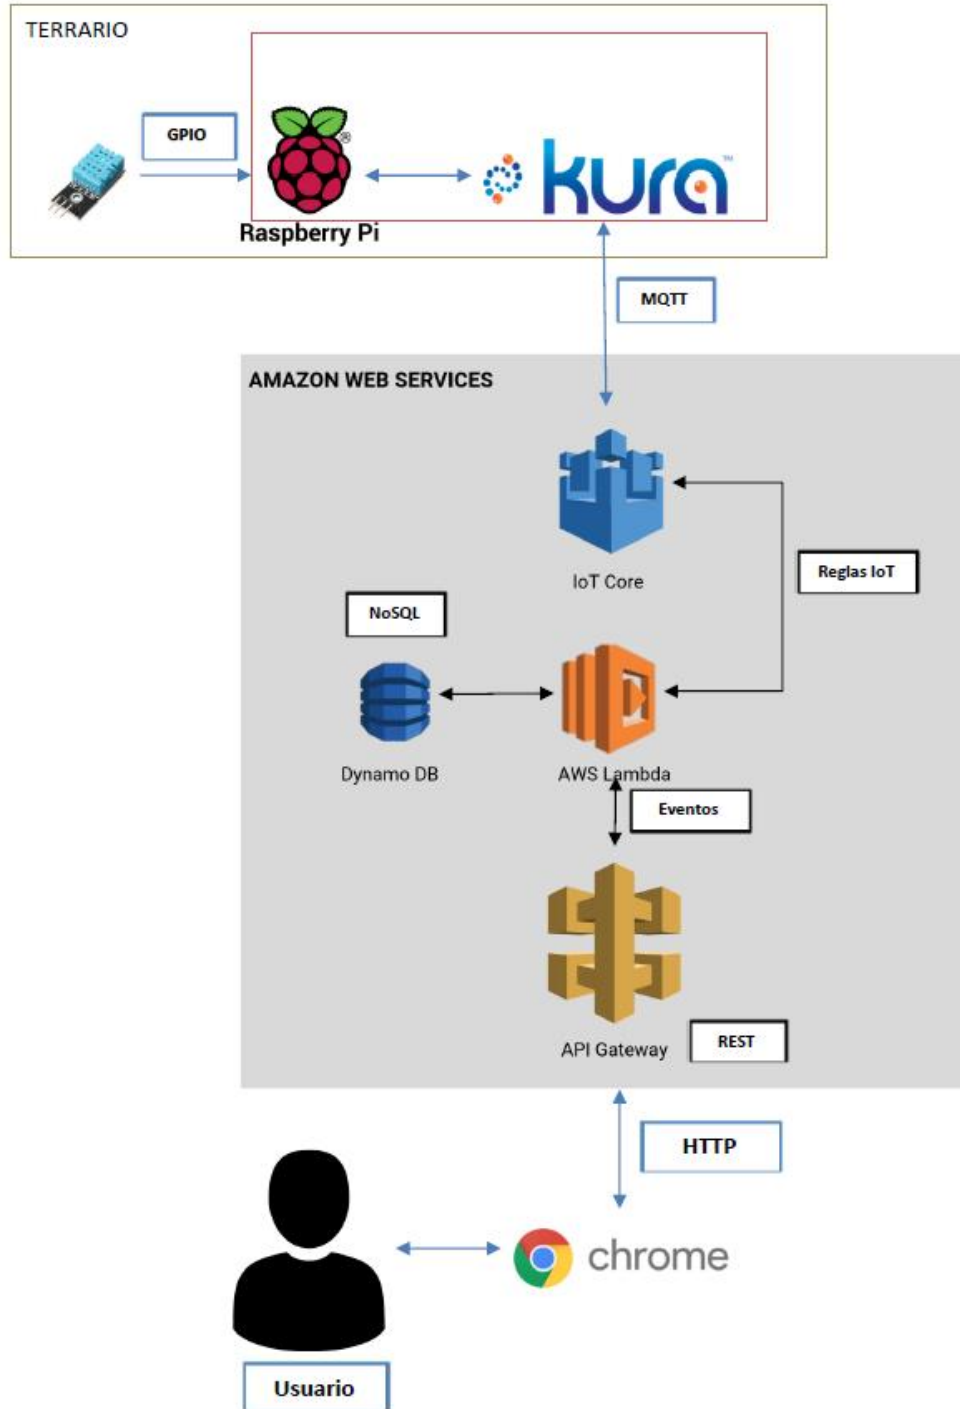 TERRARIO
GPIO
®
kura™
Raspberry Pi
MQTT
AMAZON WEB SERVICES
IoT Core
Reglas IoT
NoSQL
Dynamo DB
AWS Lambda
Eventos
API Gateway
REST
HTTP
chrome
Usuario